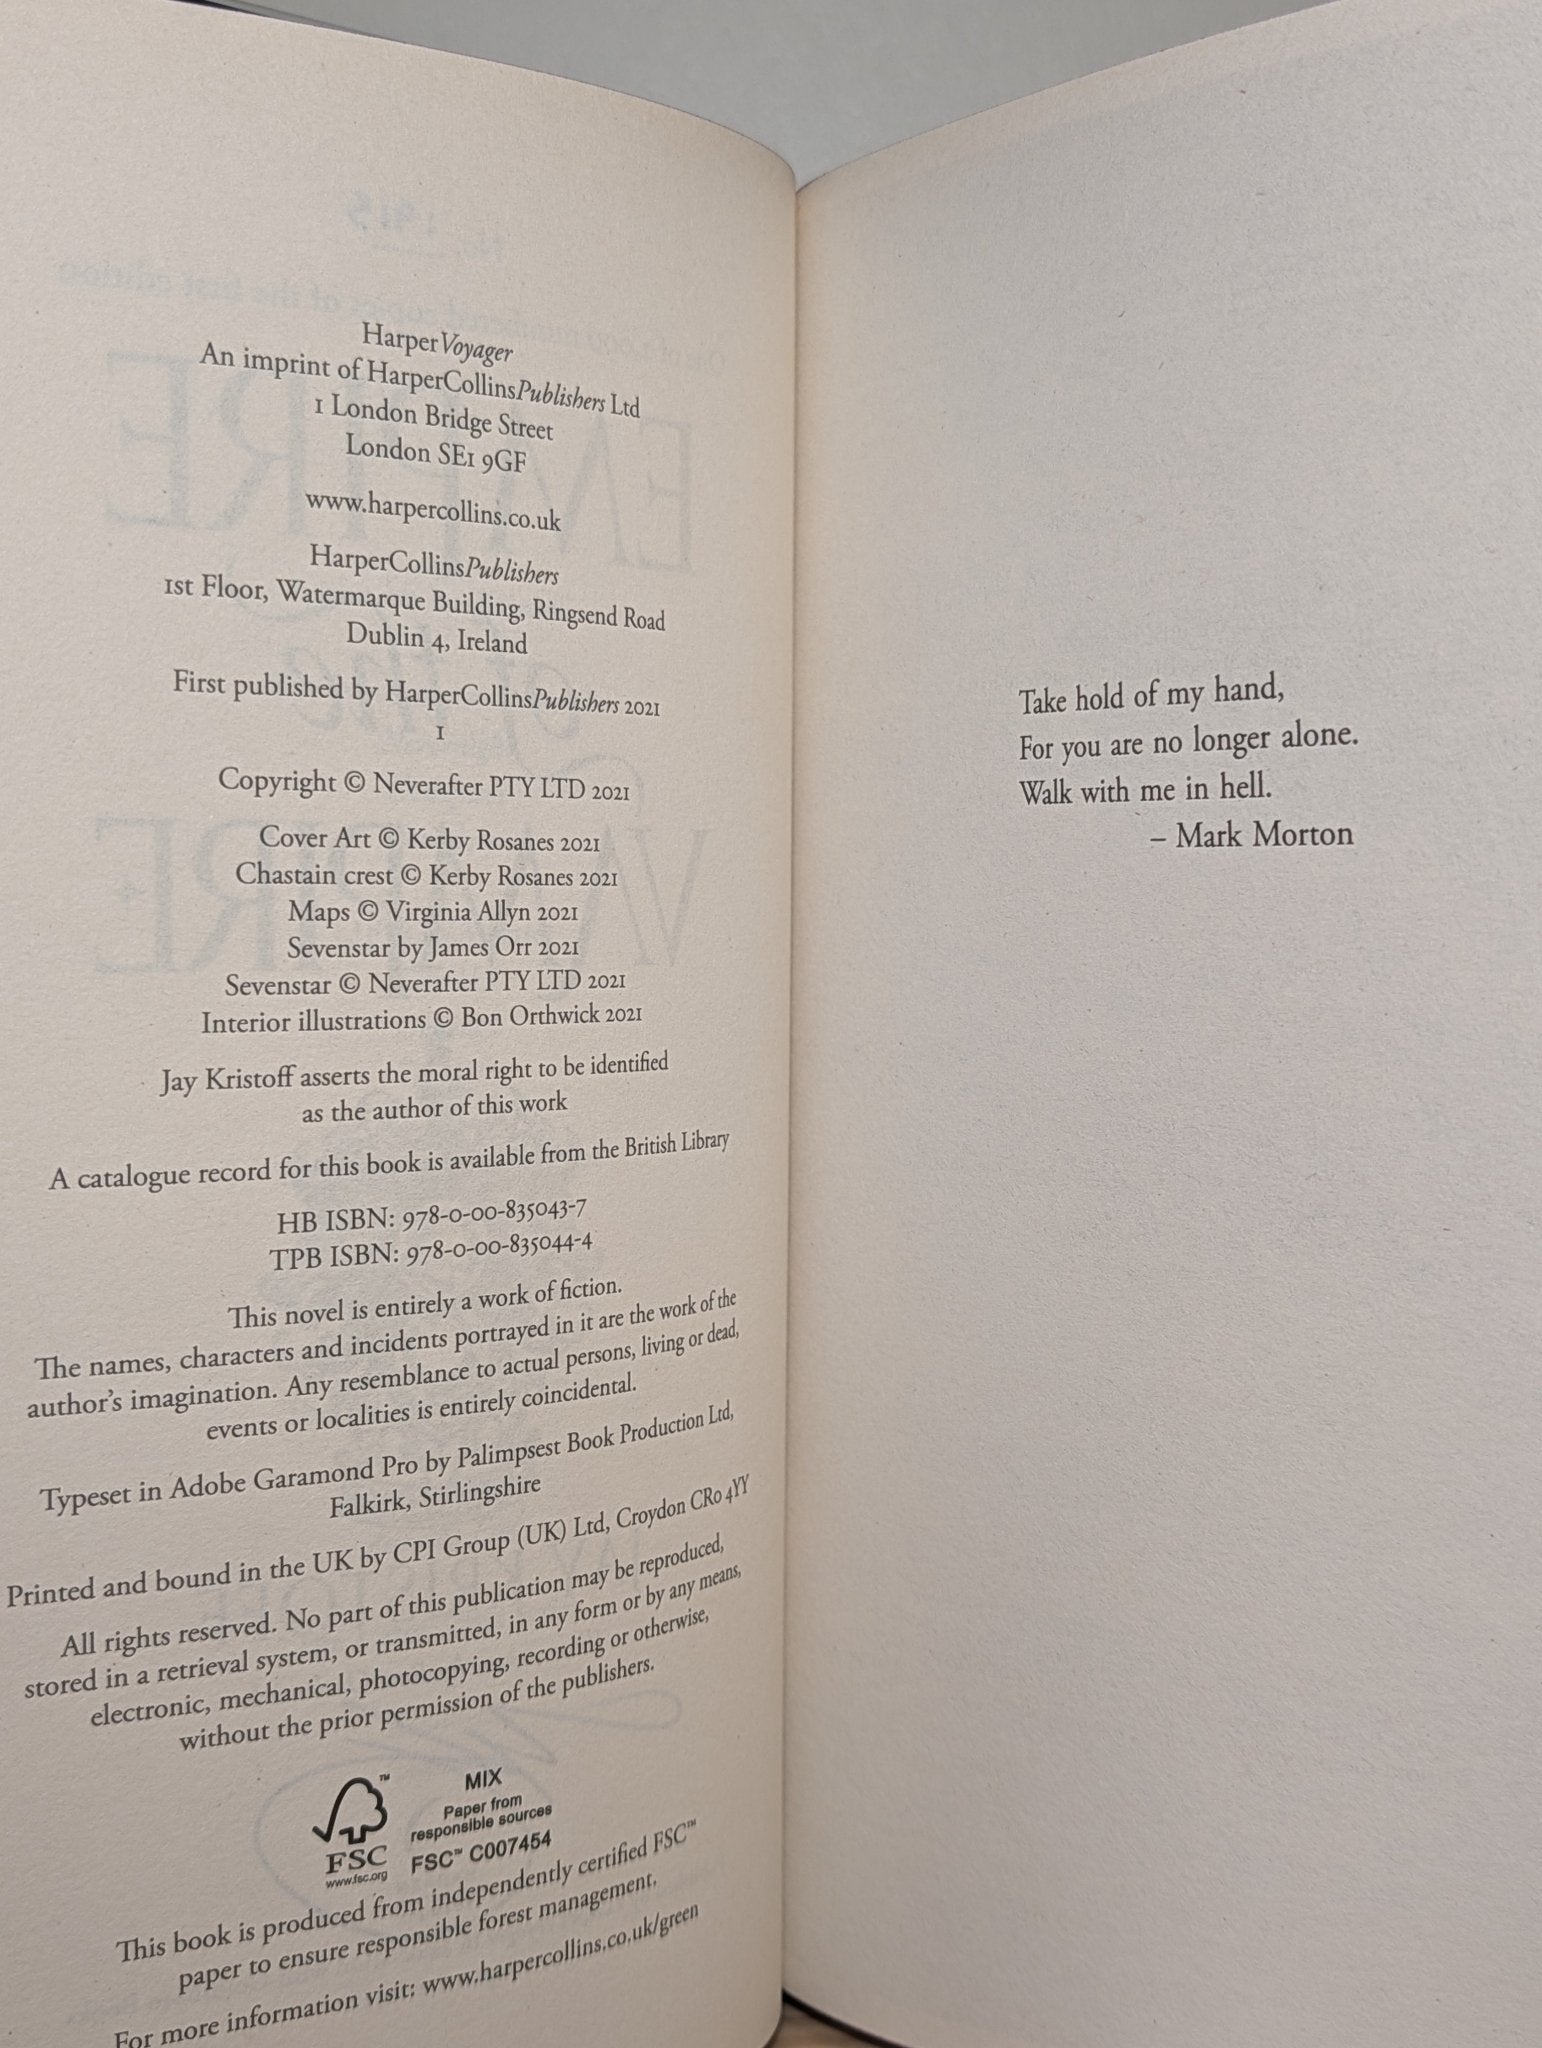 HarperVoyager
An imprint of HarperCollinsPublishers Ltd
1 London Bridge Street
London SE1 9GF
www.harpercollins.co.uk
HarperCollinsPublishers
1st Floor, Watermarque Building, Ringsend Road
Dublin 4, Ireland
First published by HarperCollinsPublishers 2021
1
Copyright © Neverafter PTY LTD 2021
Cover Art © Kerby Rosanes 2021
Chastain crest © Kerby Rosanes 2021
Maps © Virginia Allyn 2021
Sevenstar by James Orr 2021
Sevenstar © Neverafter PTY LTD 2021
Interior illustrations © Bon Orthwick 2021
Jay Kristoff asserts the moral right to be identified
as the author of this work
A catalogue record for this book is available from the British Library
HB ISBN: 978-0-00-835043-7
TPB ISBN: 978-0-00-835044-4
This novel is entirely a work of fiction.
The names, characters and incidents portrayed in it are the work of the
author's imagination. Any resemblance to actual persons, living or dead,
events or localities is entirely coincidental.
Typeset in Adobe Garamond Pro by Palimpsest Book Production Ltd,
Falkirk, Stirlingshire
Printed and bound in the UK by CPI Group (UK) Ltd, Croydon CR0 4YY
All rights reserved. No part of this publication may be reproduced,
stored in a retrieval system, or transmitted, in any form or by any means,
electronic, mechanical, photocopying, recording or otherwise,
without the prior permission of the publishers.
™
FSC
www.fsc.org
MIX
Paper from
responsible sources
FSC™ C007454
This book is produced from independently certified FSC™
paper to ensure responsible forest management.
For more information visit: www.harpercollins.co.uk/green
Take hold of my hand,
For you are no longer alone.
Walk with me in hell.
– Mark Morton